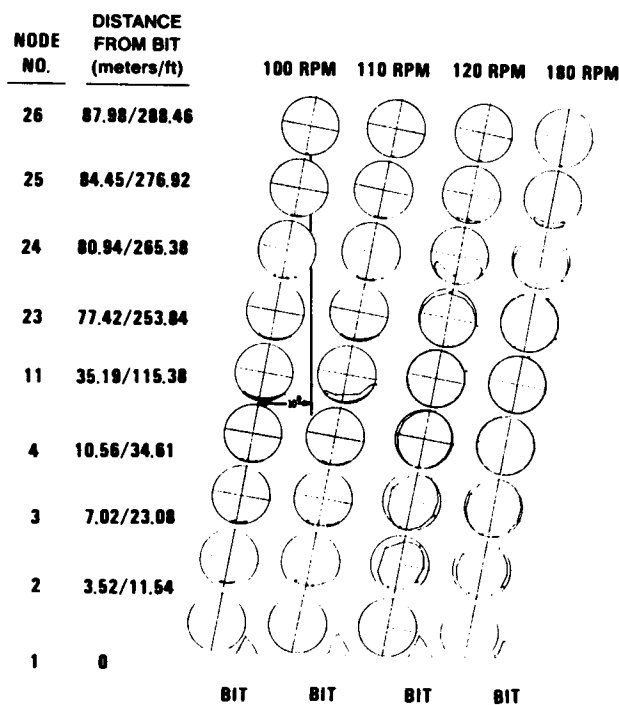 NODE NO.
DISTANCE FROM BIT (meters/ft)
100 RPM 110 RPM 120 RPM 180 RPM
26 87.98/288.46
25 84.45/276.92
24 80.94/265.38
23 77.42/253.84
11 35.19/115.38
4 10.56/34.61
3 7.02/23.08
2 3.52/11.54
1 0
BIT BIT BIT BIT